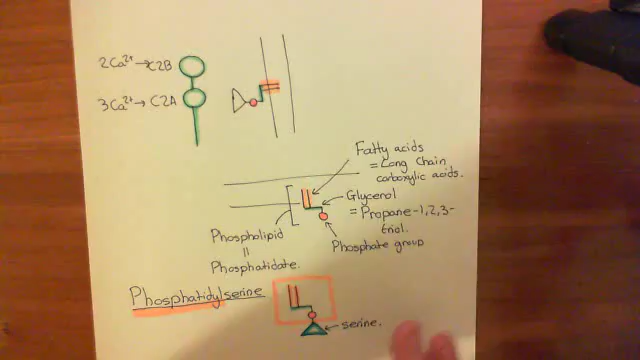 2Ca²⁺→C2B
3Ca²⁺→C2A
Fatty acids
= Long Chain
carboxylic acids.
Glycerol
= Propane-1,2,3-
triol.
Phosphate group
Phospholipid
=
Phosphatidate.
Phosphatidylserine
serine.